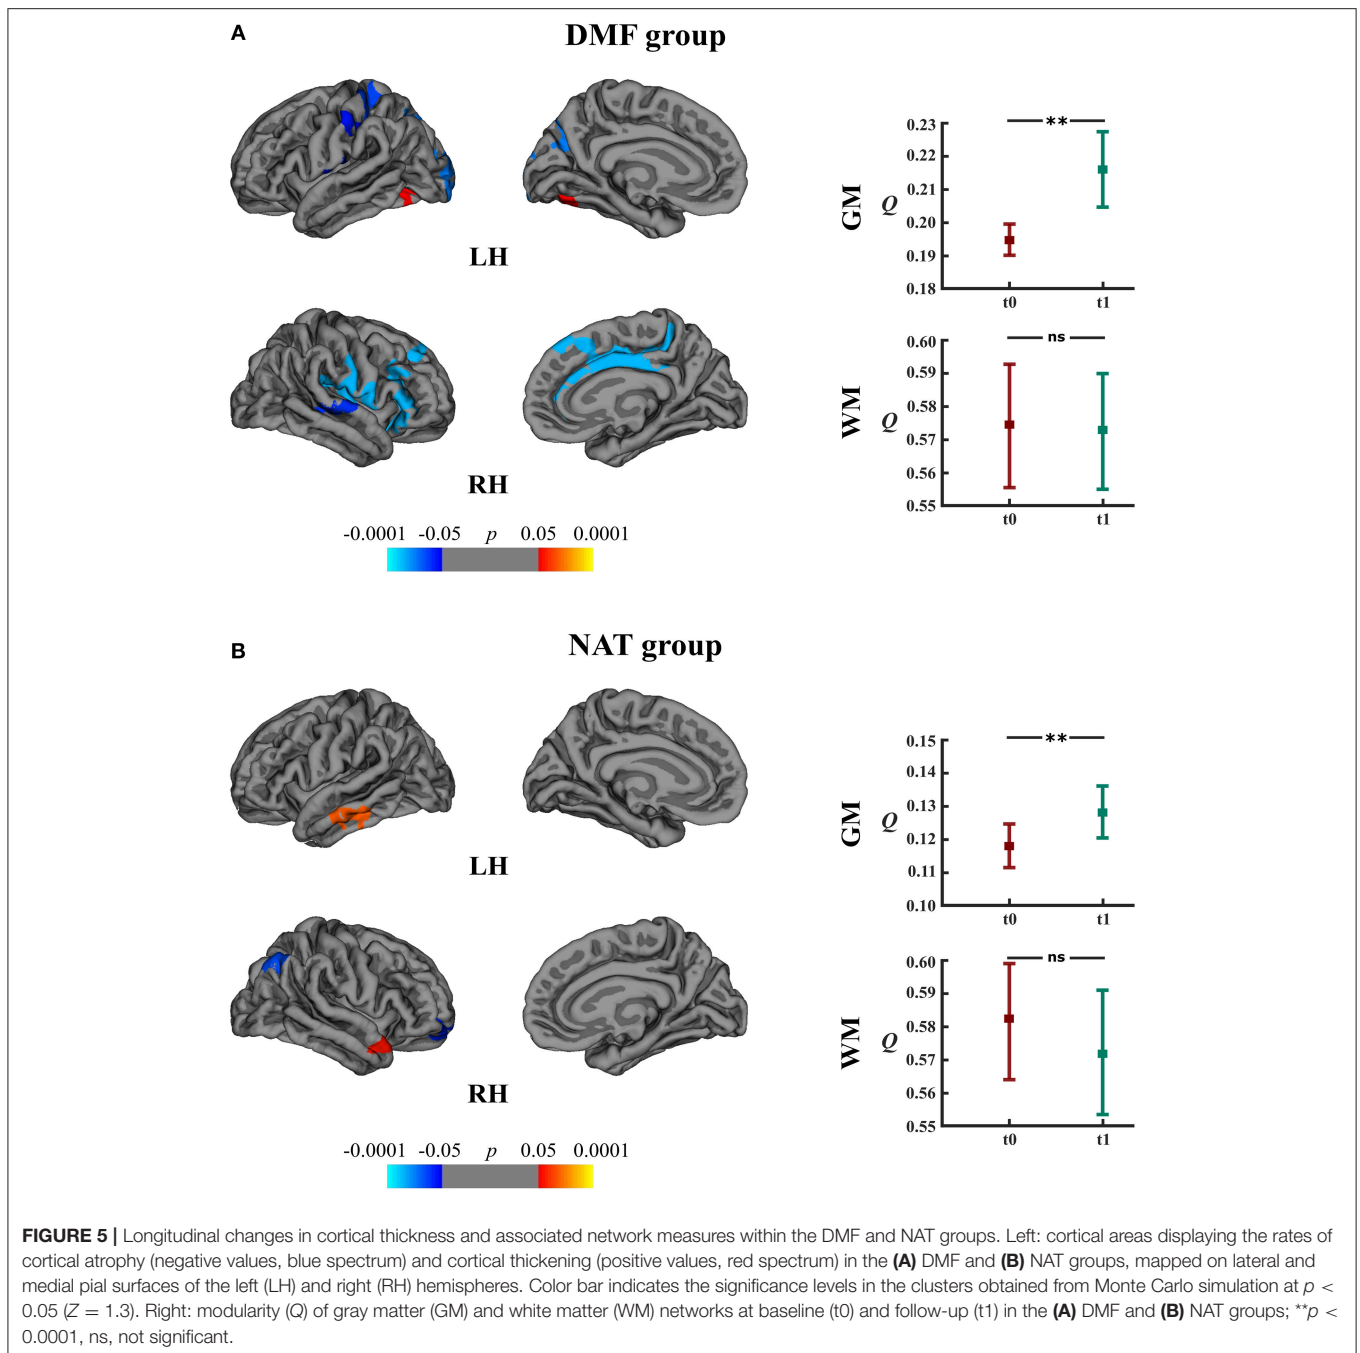 A
DMF group
LH
RH
-0.0001 -0.05 p 0.05 0.0001
GM
Q
0.23
0.22
0.21
0.20
0.19
0.18
**
t0 t1
WM
Q
0.60
0.59
0.58
0.57
0.56
0.55
ns
t0 t1
B
NAT group
LH
RH
-0.0001 -0.05 p 0.05 0.0001
GM
Q
0.15
0.14
0.13
0.12
0.11
0.10
**
t0 t1
WM
Q
0.60
0.59
0.58
0.57
0.56
0.55
ns
t0 t1
FIGURE 5 | Longitudinal changes in cortical thickness and associated network measures within the DMF and NAT groups. Left: cortical areas displaying the rates of
cortical atrophy (negative values, blue spectrum) and cortical thickening (positive values, red spectrum) in the (A) DMF and (B) NAT groups, mapped on lateral and
medial pial surfaces of the left (LH) and right (RH) hemispheres. Color bar indicates the significance levels in the clusters obtained from Monte Carlo simulation at p <
0.05 (Z = 1.3). Right: modularity (Q) of gray matter (GM) and white matter (WM) networks at baseline (t0) and follow-up (t1) in the (A) DMF and (B) NAT groups; **p <
0.0001, ns, not significant.